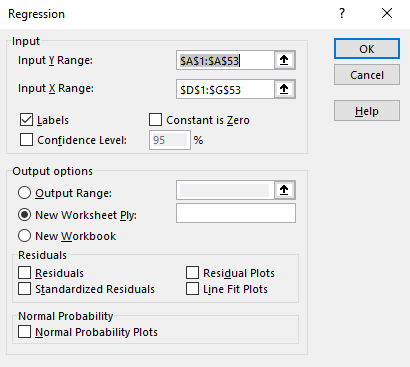 Regression
Input
Input Y Range: $A$1:$A$53
Input X Range: $D$1:$G$53
Labels Constant is Zero
Confidence Level: 95 %
OK
Cancel
Help
Output options
Output Range:
New Worksheet Ply:
New Workbook
Residuals
Residuals Residual Plots
Standardized Residuals Line Fit Plots
Normal Probability
Normal Probability Plots